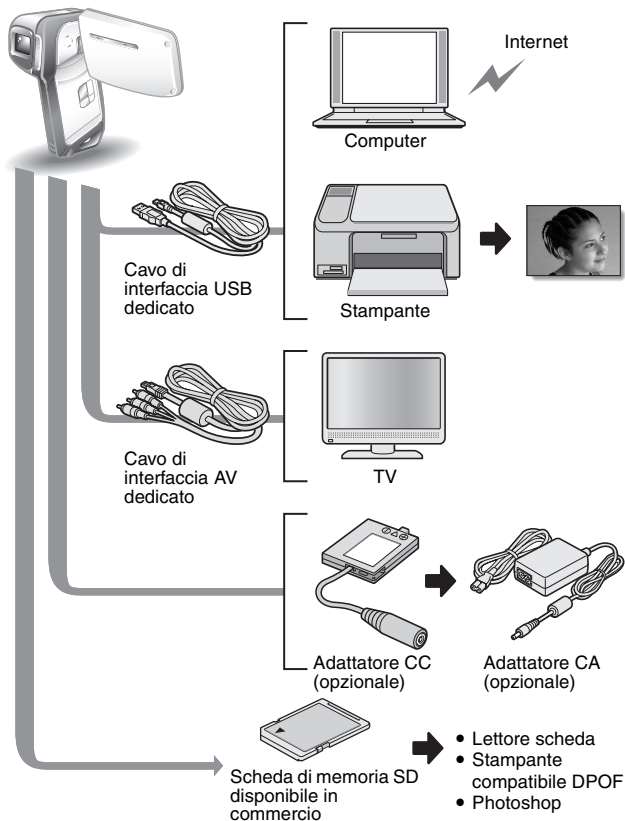 Internet
Computer
Cavo di
interfaccia USB
dedicato
Stampante
Cavo di
interfaccia AV
dedicato
TV
Adattatore CC
(opzionale)
Adattatore CA
(opzionale)
Scheda di memoria SD
disponibile in
commercio
• Lettore scheda
• Stampante
compatibile DPOF
• Photoshop